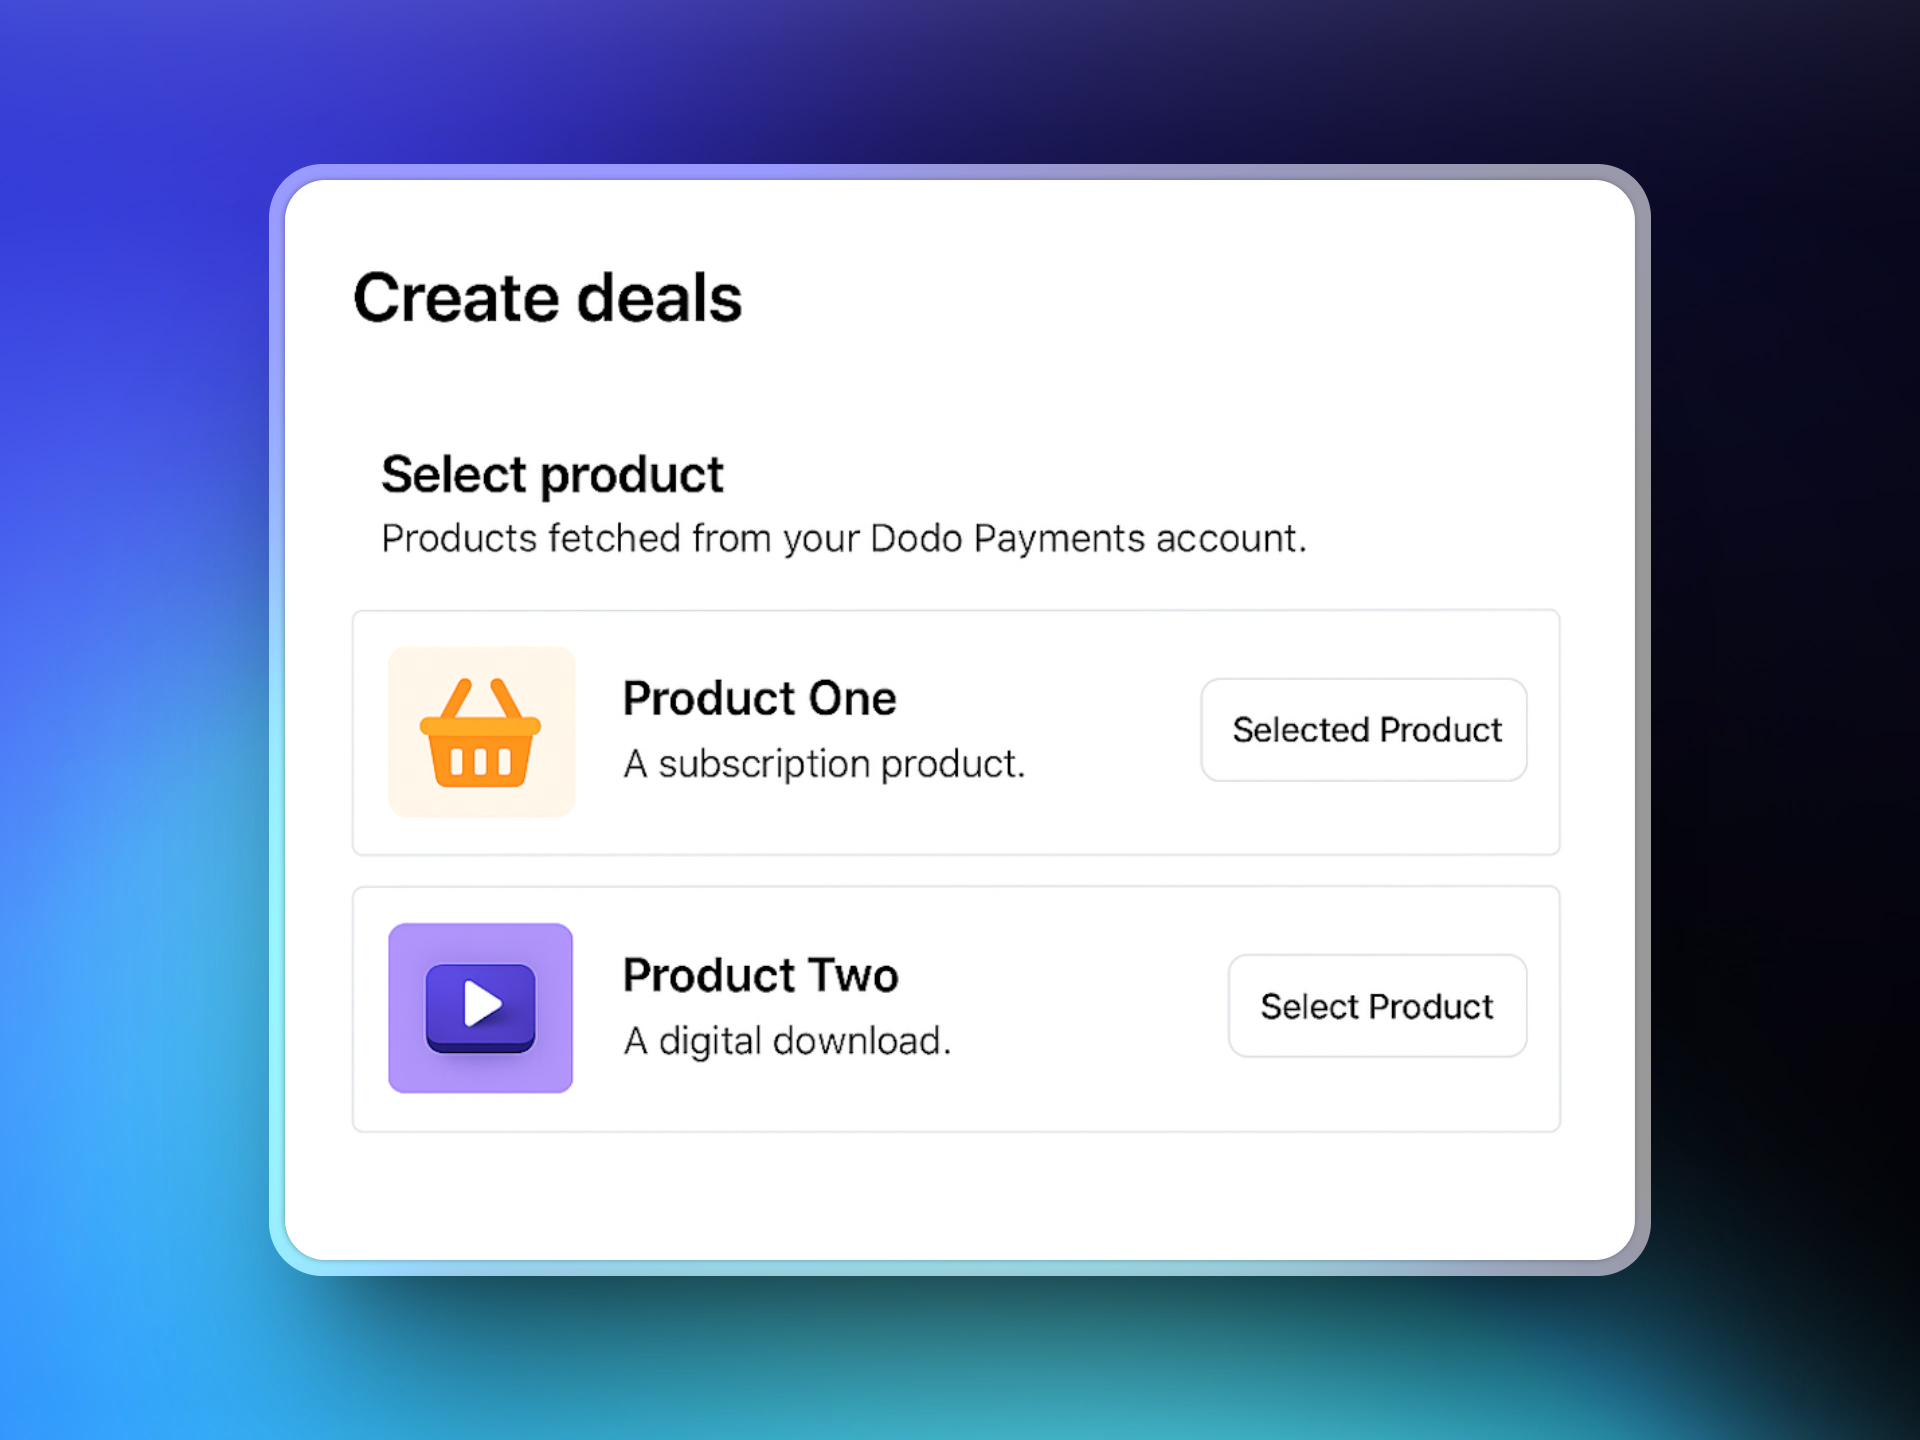 Create deals
Select product
Products fetched from your Dodo Payments account.
Product One
A subscription product.
Selected Product
Product Two
A digital download.
Select Product